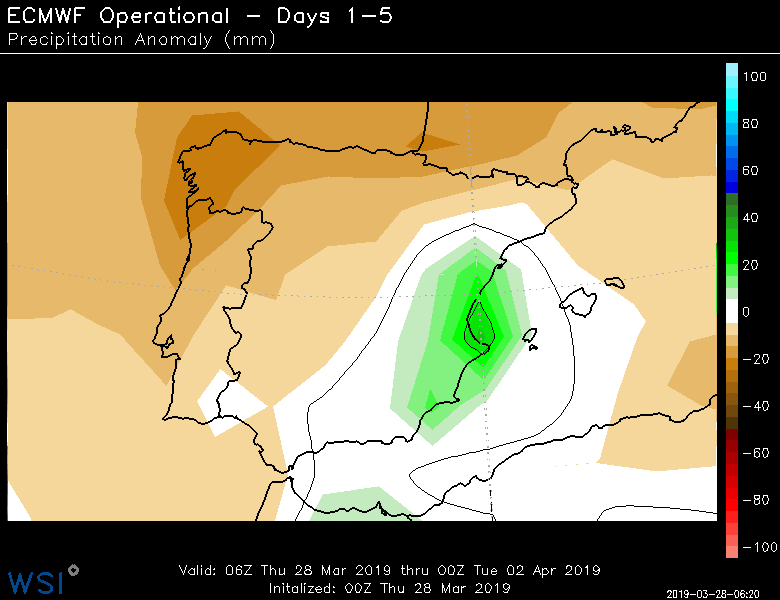 ECMWF Operational - Days 1-5
Precipitation Anomaly (mm)
100
80
60
40
20
0
-20
-40
-60
-80
-100
Valid: 06Z Thu 28 Mar 2019 thru 00Z Tue 02 Apr 2019
Initalized: 00Z Thu 28 Mar 2019
WSI
2019-03-28-06:20